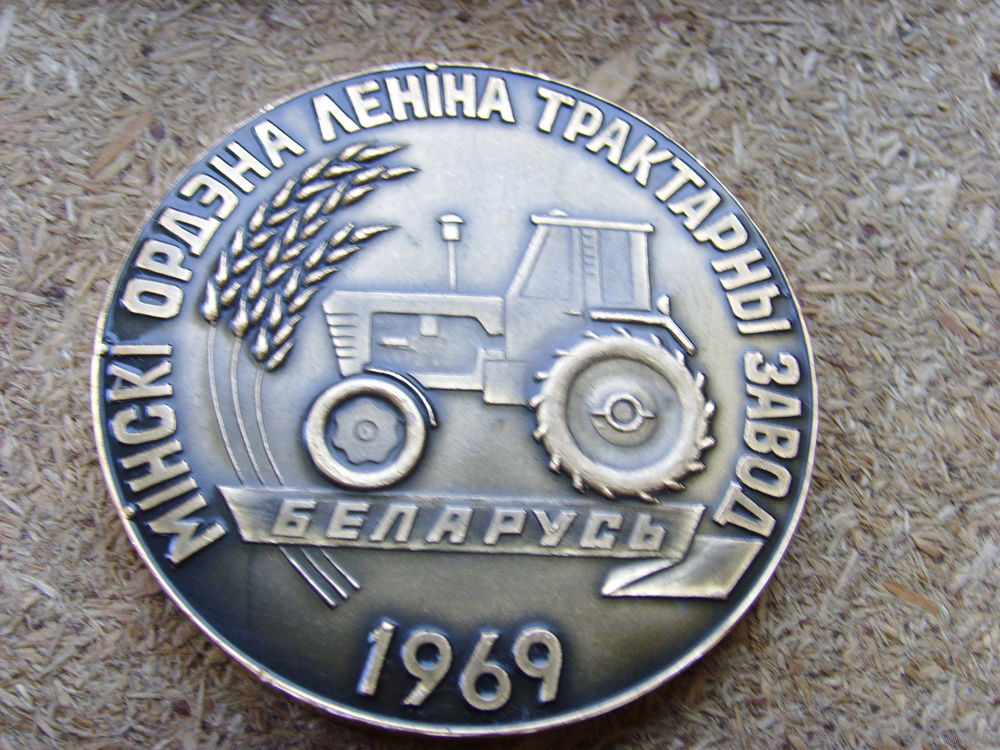 МІНСКІ ОРДЭНА ЛЕНІНА ТРАКТАРНЫ ЗАВОД
БЕЛАРУСЬ
1969